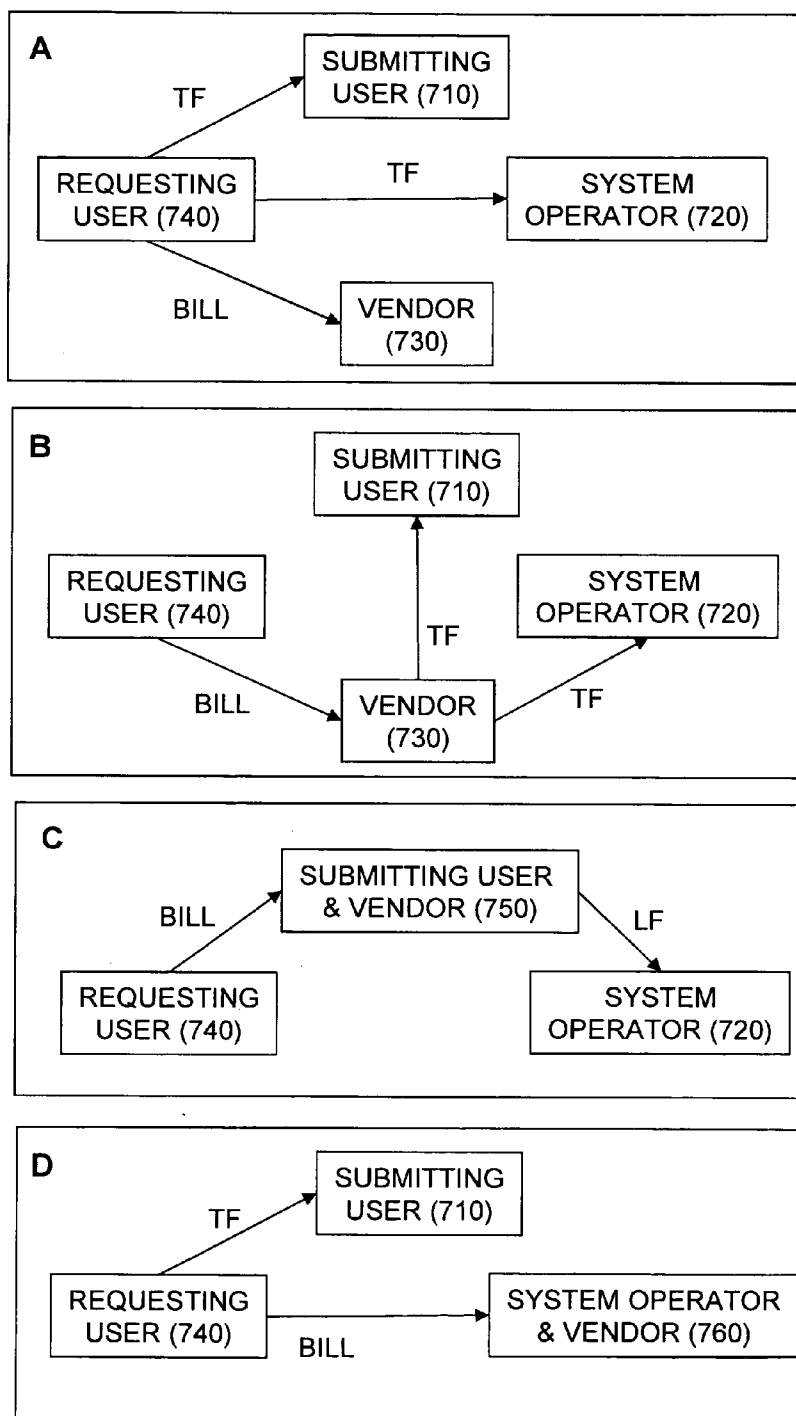 A
SUBMITTING
USER (710)
TF
REQUESTING
USER (740)
TF
SYSTEM
OPERATOR (720)
BILL
VENDOR
(730)
B
SUBMITTING
USER (710)
REQUESTING
USER (740)
SYSTEM
OPERATOR (720)
TF
BILL
VENDOR
(730)
TF
C
SUBMITTING USER
& VENDOR (750)
BILL
LF
REQUESTING
USER (740)
SYSTEM
OPERATOR (720)
D
SUBMITTING
USER (710)
TF
REQUESTING
USER (740)
BILL
SYSTEM OPERATOR
& VENDOR (760)